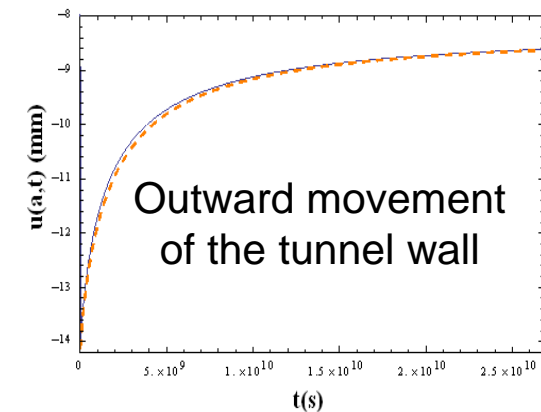 -8
-9
-10
-11
-12
-13
-14
u(a,t) (mm)
Outward movement
of the tunnel wall
0 5.×10⁹ 1.×10¹⁰ 1.5×10¹⁰ 2.×10¹⁰ 2.5×10¹⁰
t(s)